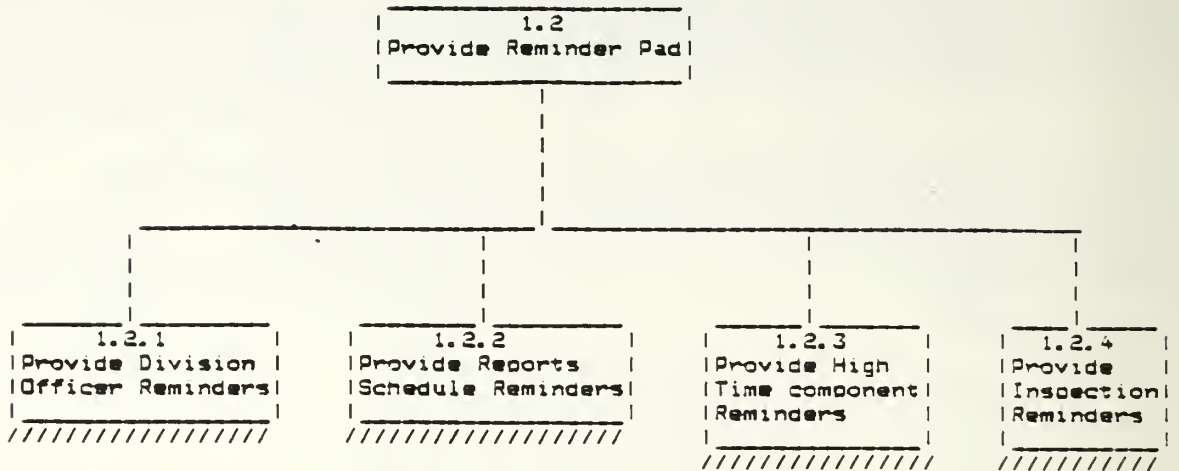 1.2
Provide Reminder Pad
1.2.1
Provide Division
Officer Reminders
1.2.2
Provide Reports
Schedule Reminders
1.2.3
Provide High
Time component
Reminders
1.2.4
Provide
Inspection
Reminders